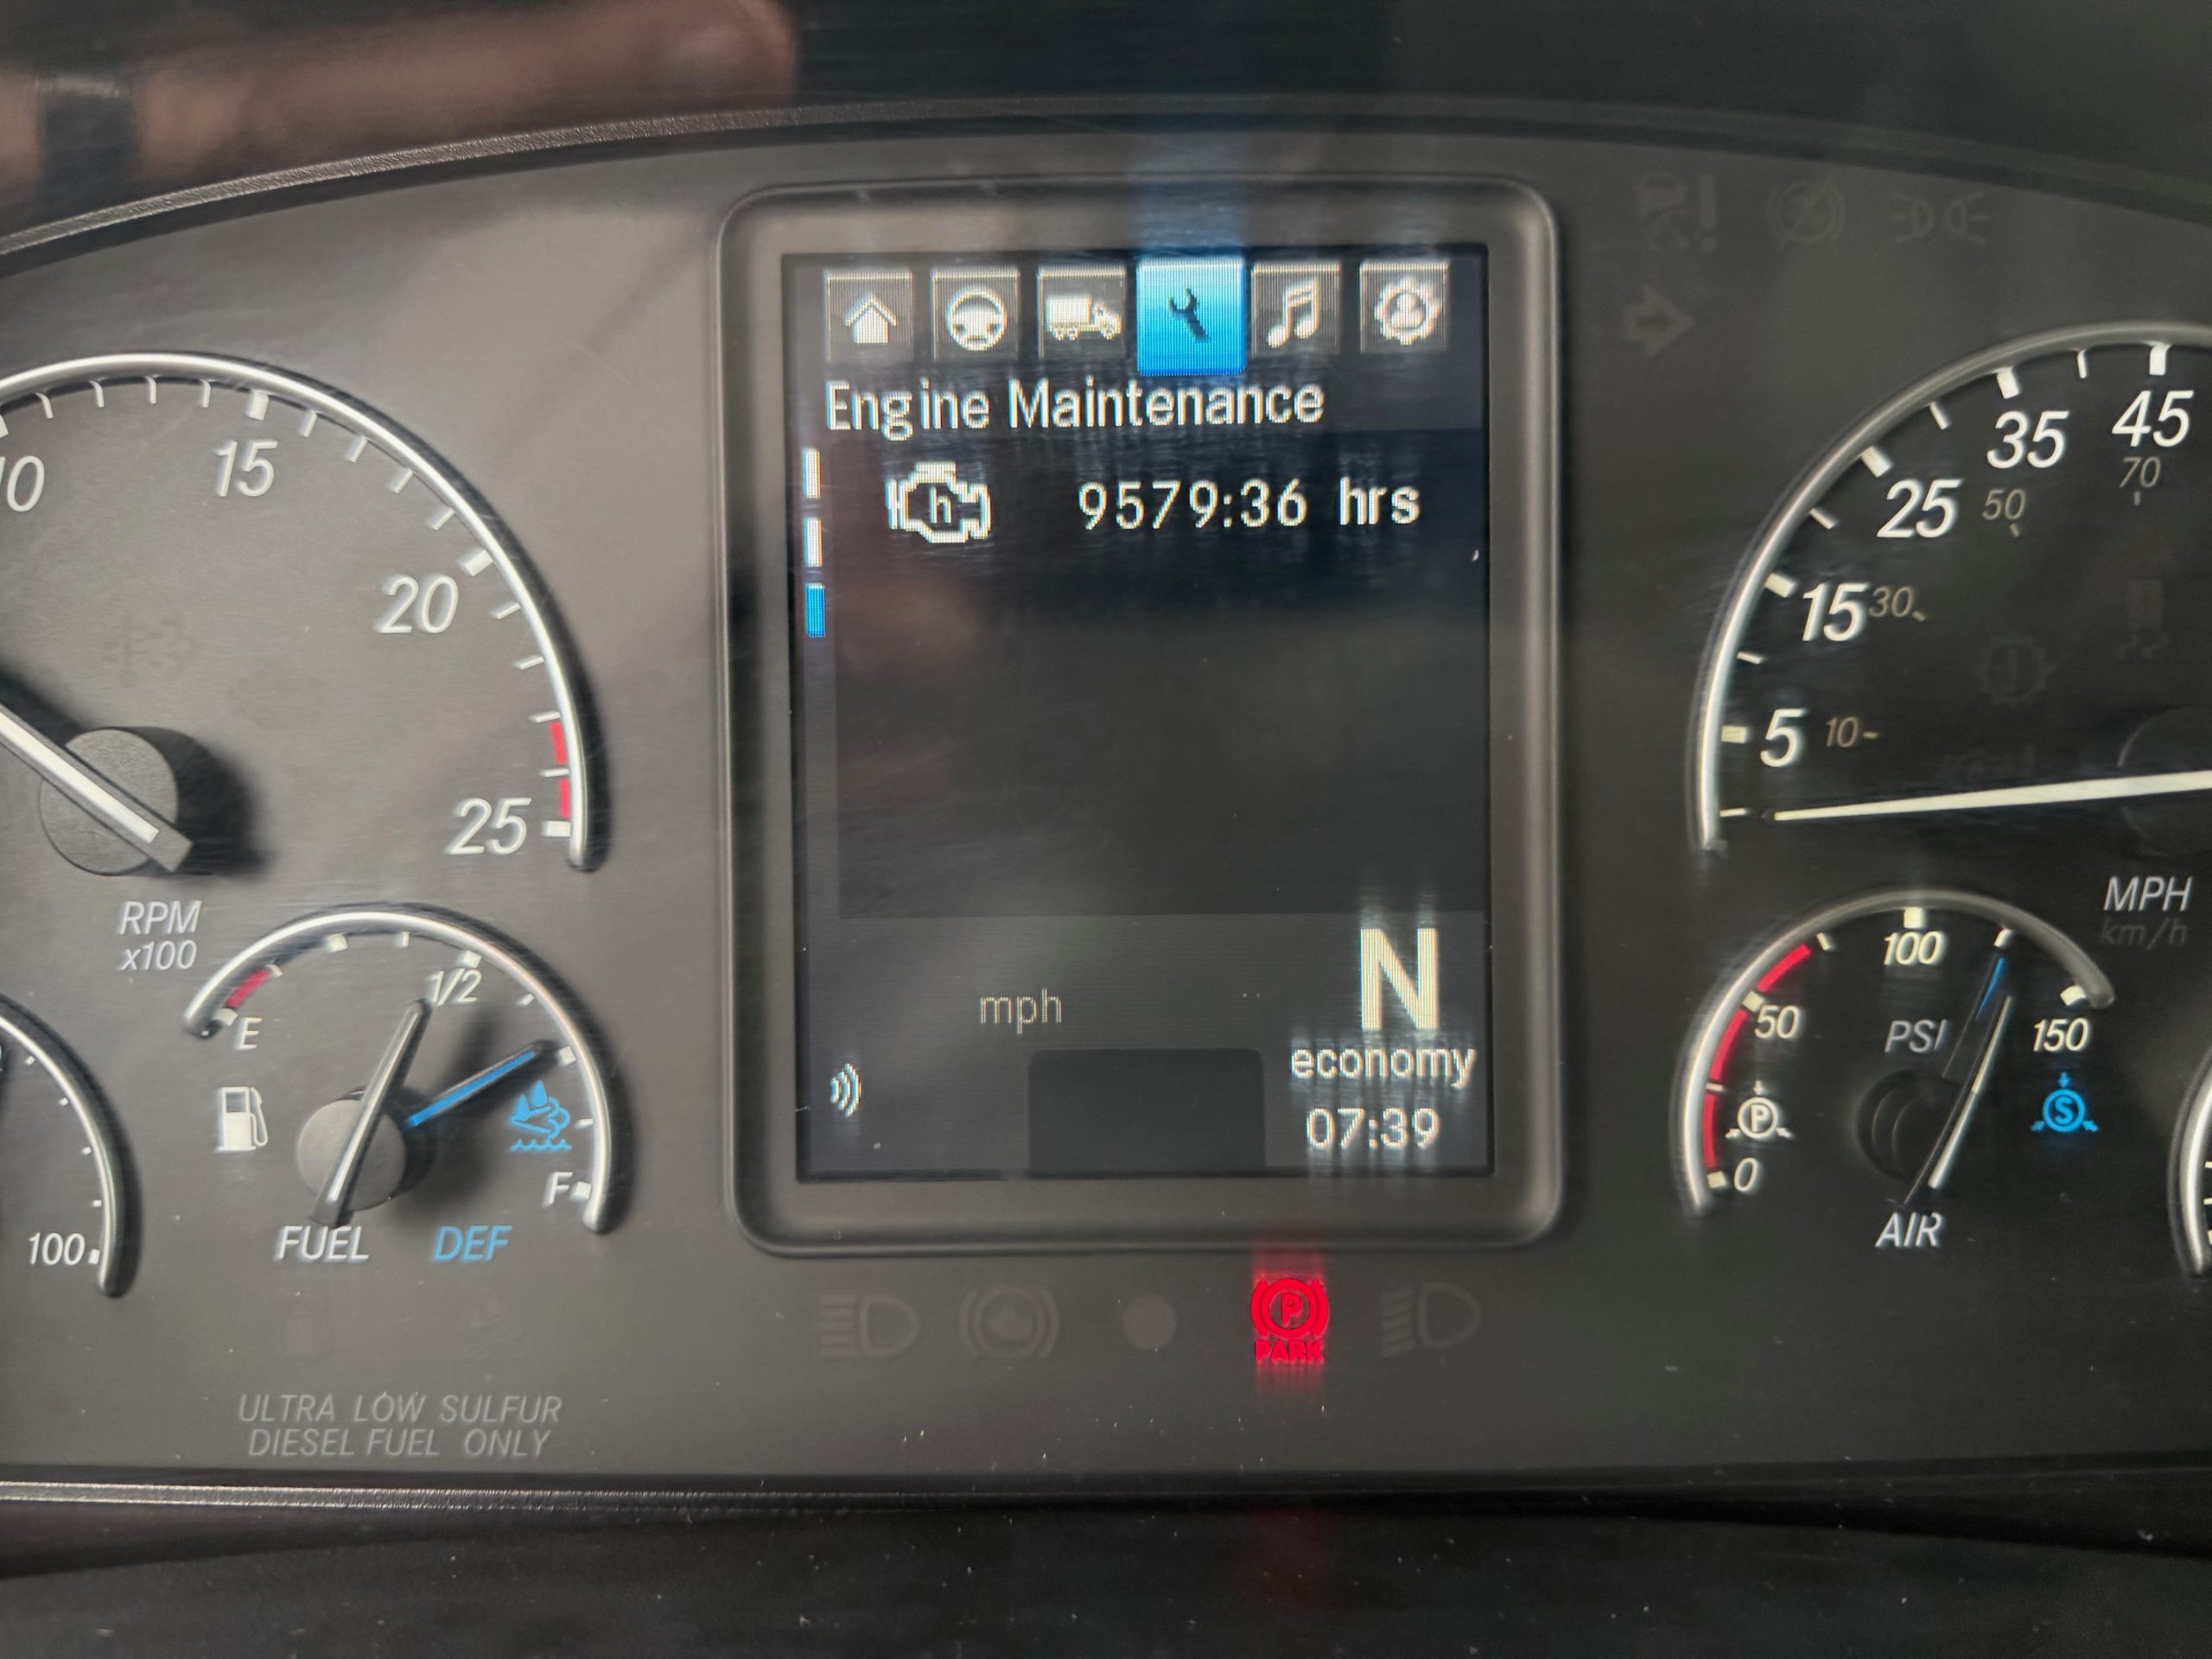 Engine Maintenance
h 9579:36 hrs
mph
N
economy
07:39
10
15
20
25
RPM
x100
E
1/2
F
FUEL DEF
100
ULTRA LOW SULFUR
DIESEL FUEL ONLY
P
PARK
5 10
15 30
25 50
35
45
70
MPH
km/h
0
50
100
150
PSI
P
S
AIR